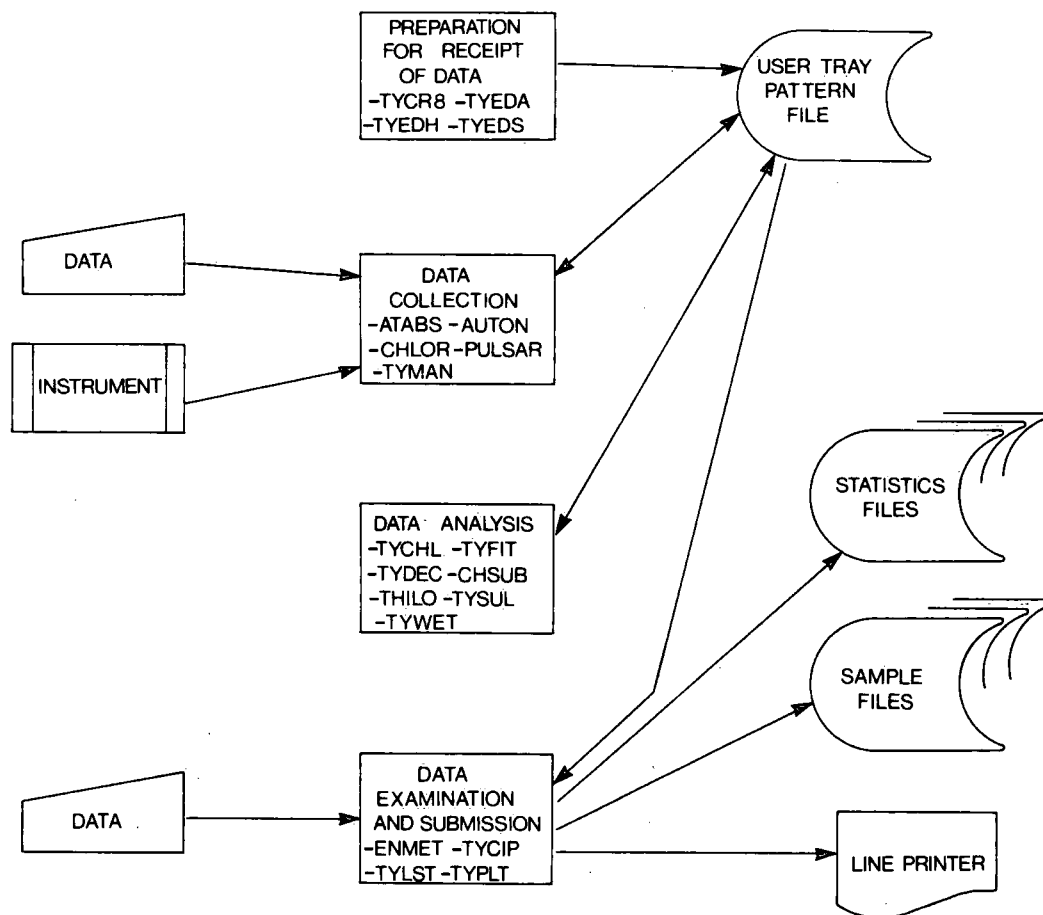 PREPARATION
FOR RECEIPT
OF DATA
-TYCR8 -TYEDA
-TYEDH -TYEDS
USER TRAY
PATTERN
FILE
DATA
INSTRUMENT
DATA
COLLECTION
-ATABS -AUTON
-CHLOR -PULSAR
-TYMAN
DATA ANALYSIS
-TYCHL -TYFIT
-TYDEC -CHSUB
-THILO -TYSUL
-TYWET
STATISTICS
FILES
SAMPLE
FILES
DATA
DATA
EXAMINATION
AND SUBMISSION
-ENMET -TYCIP
-TYLST -TYPLT
LINE PRINTER